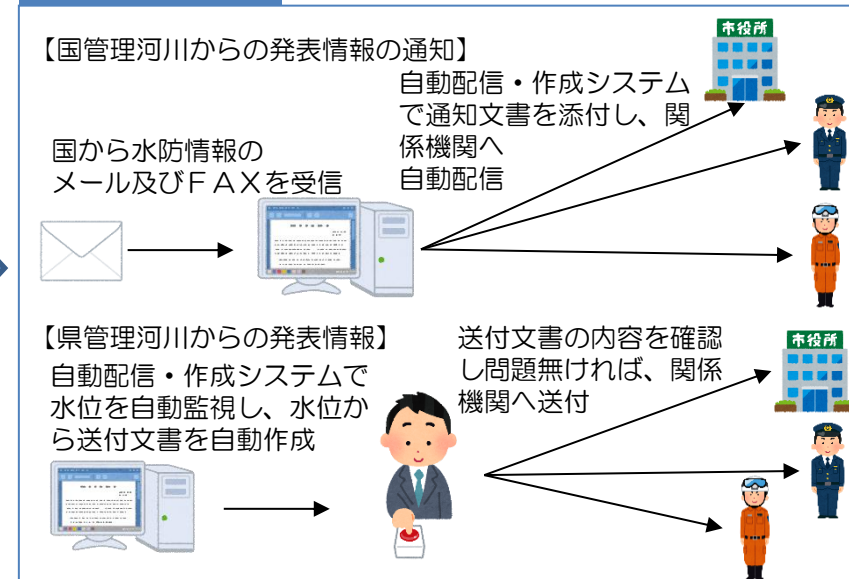 【国管理河川からの発表情報の通知】
市役所
自動配信・作成システム
で通知文書を添付し、関
係機関へ
自動配信
国から水防情報の
メール及びFAXを受信
【県管理河川からの発表情報】
自動配信・作成システムで
水位を自動監視し、水位か
ら送付文書を自動作成
送付文書の内容を確認
し問題無ければ、関係
機関へ送付
市役所